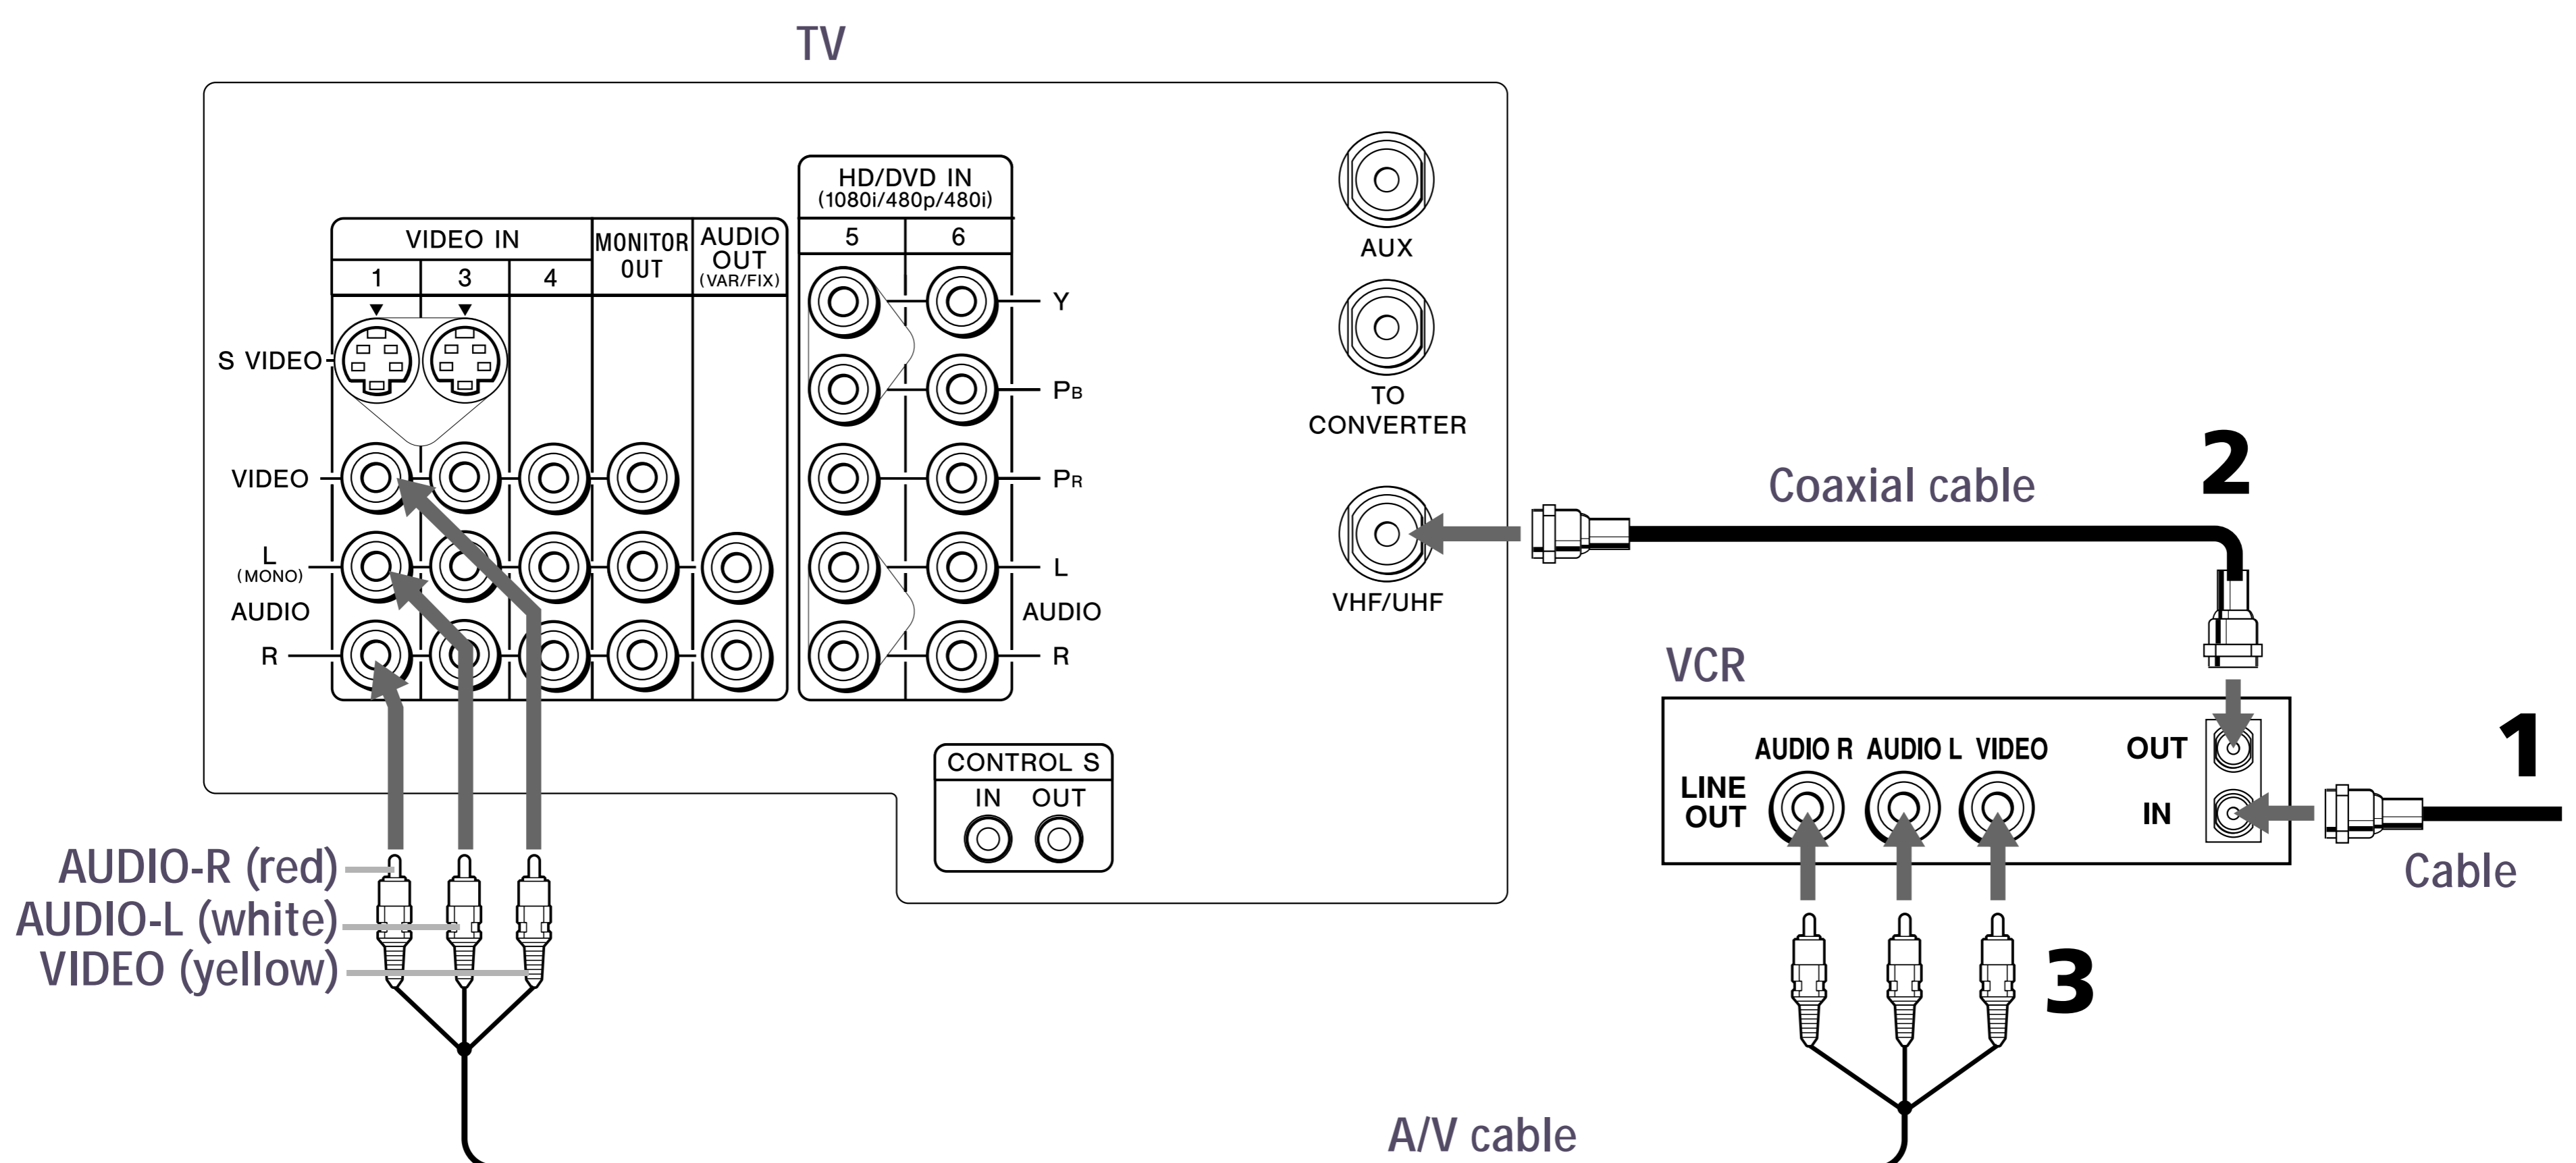 TV
HD/DVD IN
(1080i/480p/480i)
5 6
VIDEO IN
1 3 4
MONITOR
OUT
AUDIO
OUT
(VAR/FIX)
S VIDEO
VIDEO
L
(MONO)
AUDIO
R
Y
PB
PR
L
AUDIO
R
AUX
TO
CONVERTER
VHF/UHF
CONTROL S
IN OUT
Coaxial cable
2
VCR
AUDIO R AUDIO L VIDEO
LINE
OUT
OUT
IN
1
Cable
3
AUDIO-R (red)
AUDIO-L (white)
VIDEO (yellow)
A/V cable